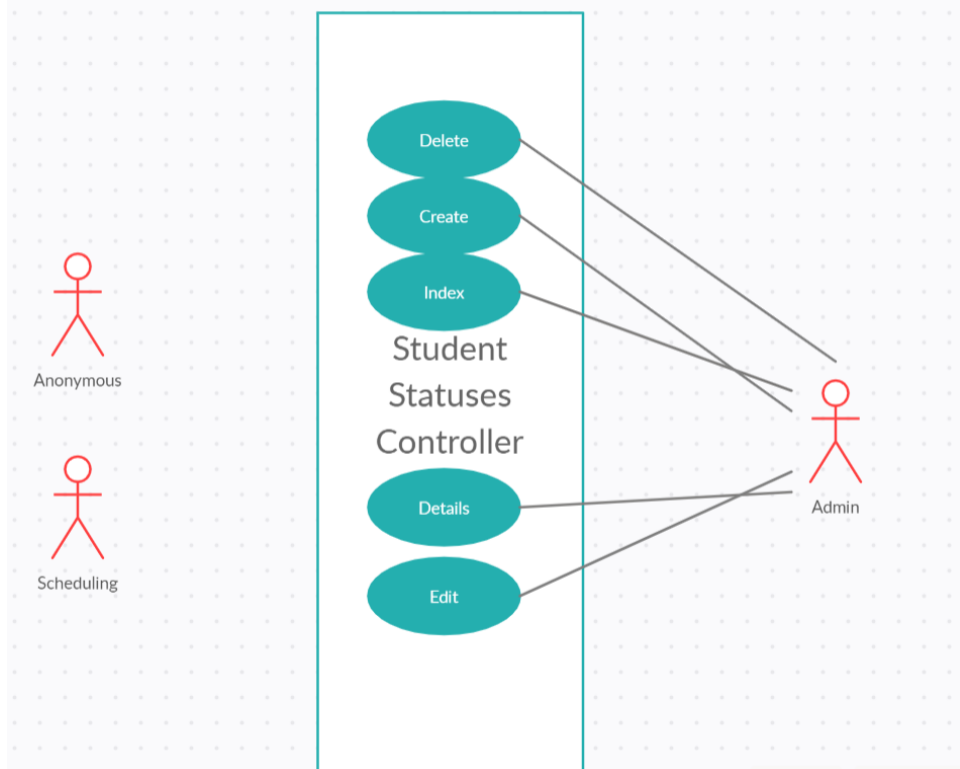 Delete
Create
Index
Student
Statuses
Controller
Details
Edit
Anonymous
Scheduling
Admin